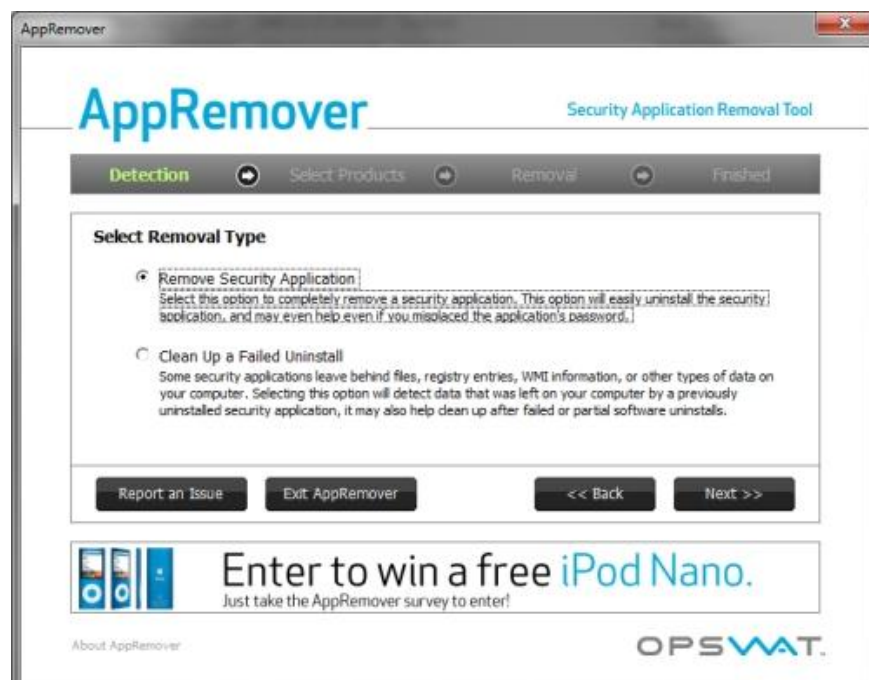 AppRemover
AppRemover
Security Application Removal Tool
Detection Select Products Removal Finished
Select Removal Type
Remove Security Application
Select this option to completely remove a security application. This option will easily uninstall the security
application, and may even help even if you misplaced the application's password.
Clean Up a Failed Uninstall
Some security applications leave behind files, registry entries, WMI information, or other types of data on
your computer. Selecting this option will detect data that was left on your computer by a previously
uninstalled security application, it may also help clean up after failed or partial software uninstalls.
Report an Issue Exit AppRemover << Back Next >>
Enter to win a free iPod Nano.
Just take the AppRemover survey to enter!
About AppRemover
OPSWAT.